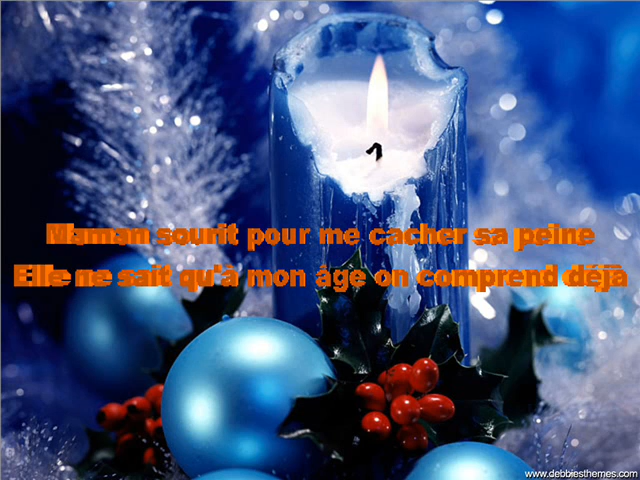 Maman sourit pour me cacher sa peine
Elle ne sait qu'à mon âge on comprend déjà
www.debbiesthemes.com